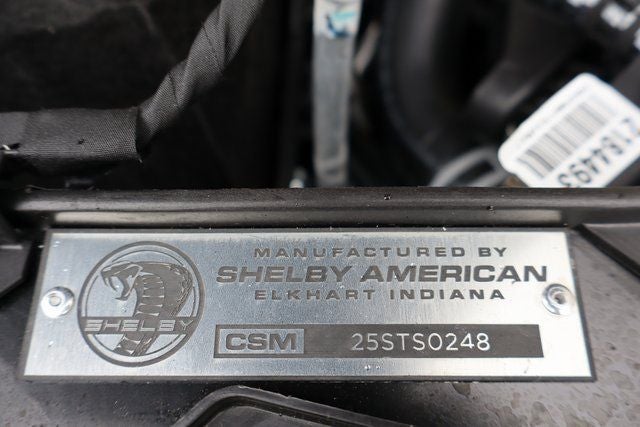 MANUFACTURED BY
SHELBY AMERICAN
ELKHART INDIANA
SHELBY
CSM 25STS0248